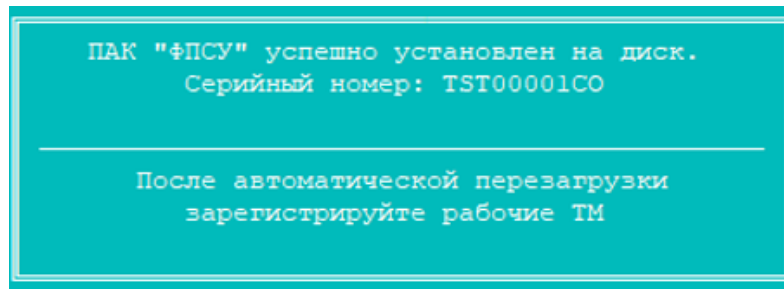 ПАК "ФПСУ" успешно установлен на диск.
Серийный номер: TST00001CO
После автоматической перезагрузки
зарегистрируйте рабочие ТМ